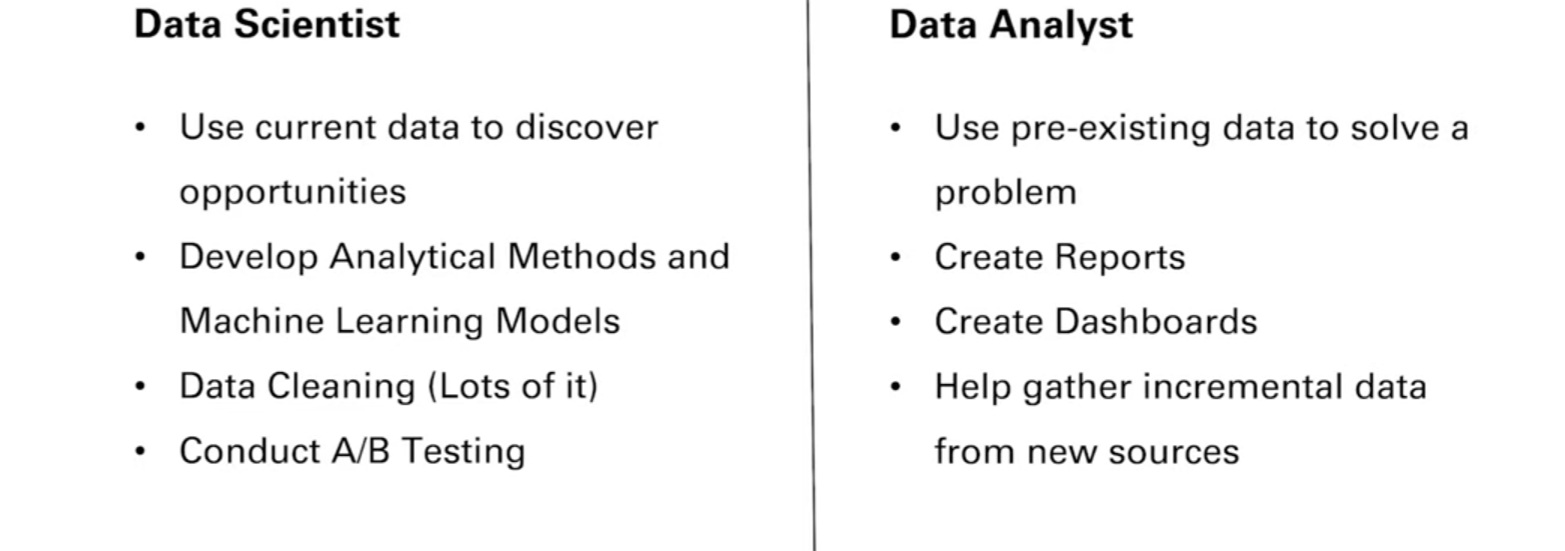 Data Scientist
• Use current data to discover
opportunities
• Develop Analytical Methods and
Machine Learning Models
• Data Cleaning (Lots of it)
• Conduct A/B Testing
Data Analyst
• Use pre-existing data to solve a
problem
• Create Reports
• Create Dashboards
• Help gather incremental data
from new sources